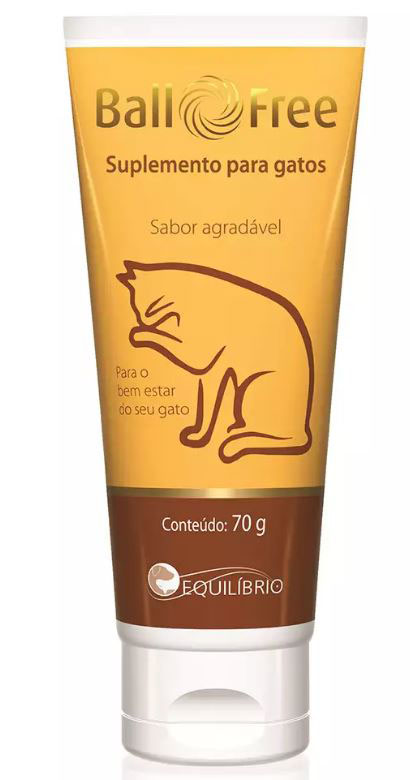 Ball Free
Suplemento para gatos
Sabor agradável
Para o
bem estar
do seu gato
Conteúdo: 70 g
EQUILÍBRIO